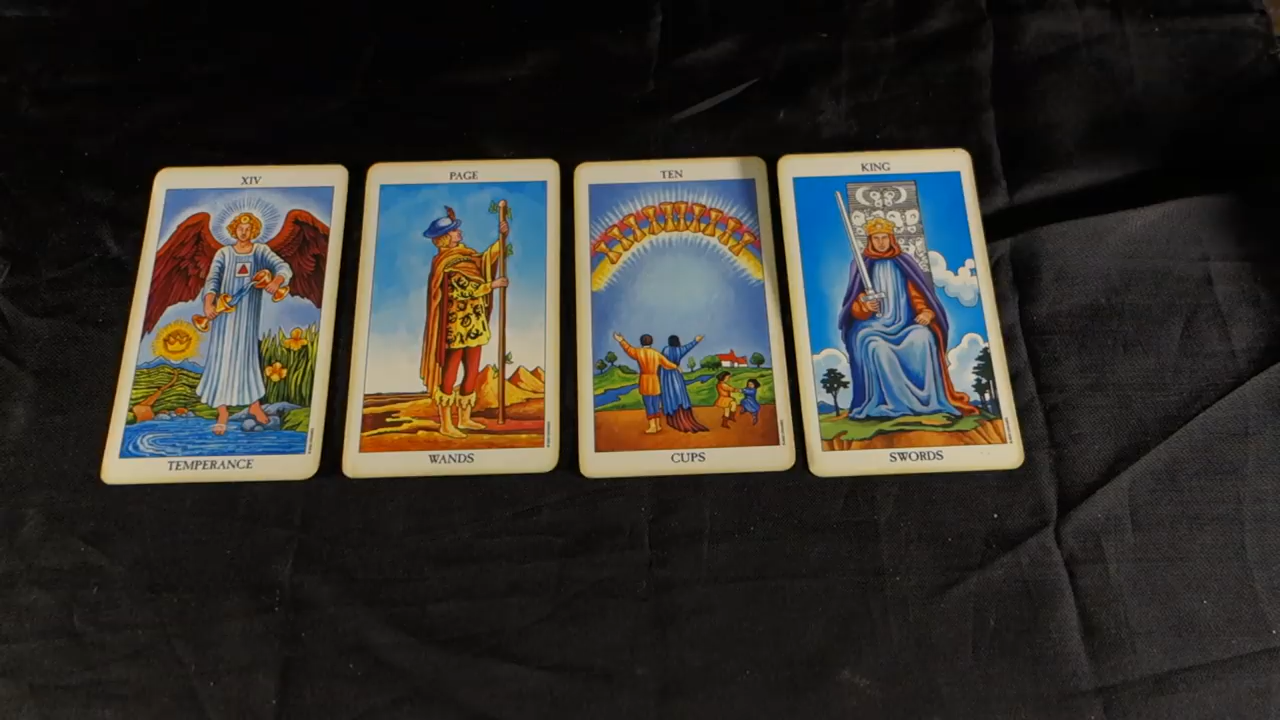 XIV
TEMPERANCE
PAGE
WANDS
TEN
CUPS
KING
SWORDS